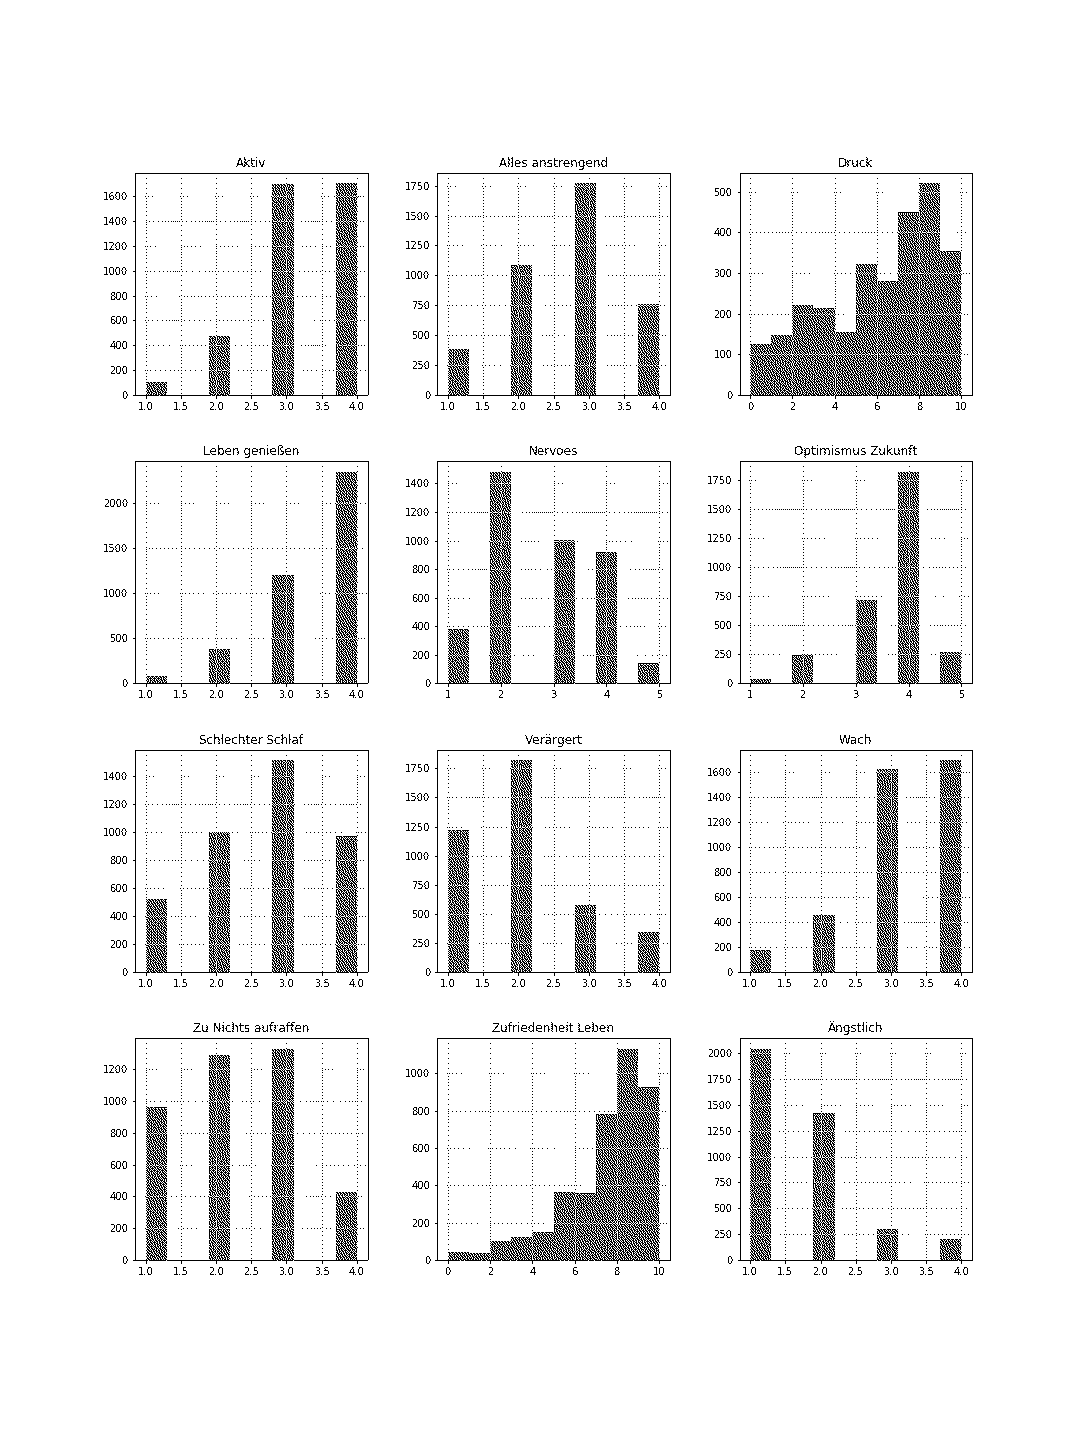 Aktiv Alles anstrengend Druck
1600 1400 1200 1000 800 600 400 200 0
1.0 1.5 2.0 2.5 3.0 3.5 4.0
1750 1500 1250 1000 750 500 250 0
1.0 1.5 2.0 2.5 3.0 3.5 4.0
500 400 300 200 100 0
0 2 4 6 8 10
Leben genießen Nervoes Optimismus Zukunft
2000 1500 1000 500 0
1.0 1.5 2.0 2.5 3.0 3.5 4.0
1400 1200 1000 800 600 400 200 0
1 2 3 4 5
1750 1500 1250 1000 750 500 250 0
1 2 3 4 5
Schlechter Schlaf Verärgert Wach
1400 1200 1000 800 600 400 200 0
1.0 1.5 2.0 2.5 3.0 3.5 4.0
1750 1500 1250 1000 750 500 250 0
1.0 1.5 2.0 2.5 3.0 3.5 4.0
1600 1400 1200 1000 800 600 400 200 0
1.0 1.5 2.0 2.5 3.0 3.5 4.0
Zu Nichts aufraffen Zufriedenheit Leben Ängstlich
1200 1000 800 600 400 200 0
1.0 1.5 2.0 2.5 3.0 3.5 4.0
1000 800 600 400 200 0
0 2 4 6 8 10
2000 1750 1500 1250 1000 750 500 250 0
1.0 1.5 2.0 2.5 3.0 3.5 4.0